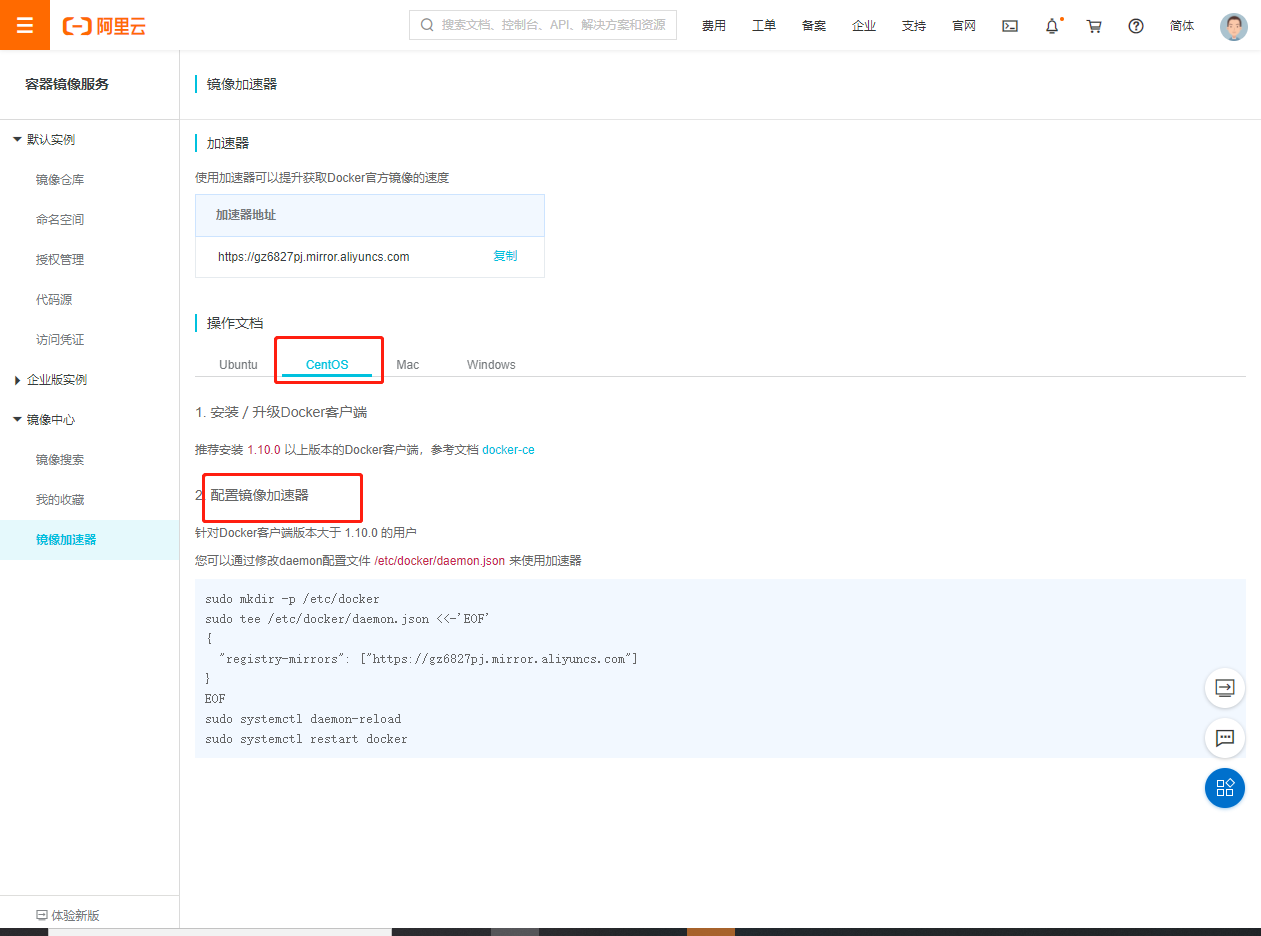 阿里云
搜索文档、控制台、API、解决方案和资源
费用 工单 备案 企业 支持 官网 简体
容器镜像服务
镜像加速器
默认实例
镜像仓库
命名空间
授权管理
代码源
访问凭证
企业版实例
镜像中心
镜像搜索
我的收藏
镜像加速器
体验新版
加速器
使用加速器可以提升获取Docker官方镜像的速度
加速器地址
https://gz6827pj.mirror.aliyuncs.com 复制
操作文档
Ubuntu CentOS Mac Windows
1. 安装 / 升级Docker客户端
推荐安装 1.10.0 以上版本的Docker客户端，参考文档 docker-ce
2 配置镜像加速器
针对Docker客户端版本大于 1.10.0 的用户
您可以通过修改daemon配置文件 /etc/docker/daemon.json 来使用加速器
sudo mkdir -p /etc/docker
sudo tee /etc/docker/daemon.json <<-'EOF'
{
  "registry-mirrors": ["https://gz6827pj.mirror.aliyuncs.com"]
}
EOF
sudo systemctl daemon-reload
sudo systemctl restart docker